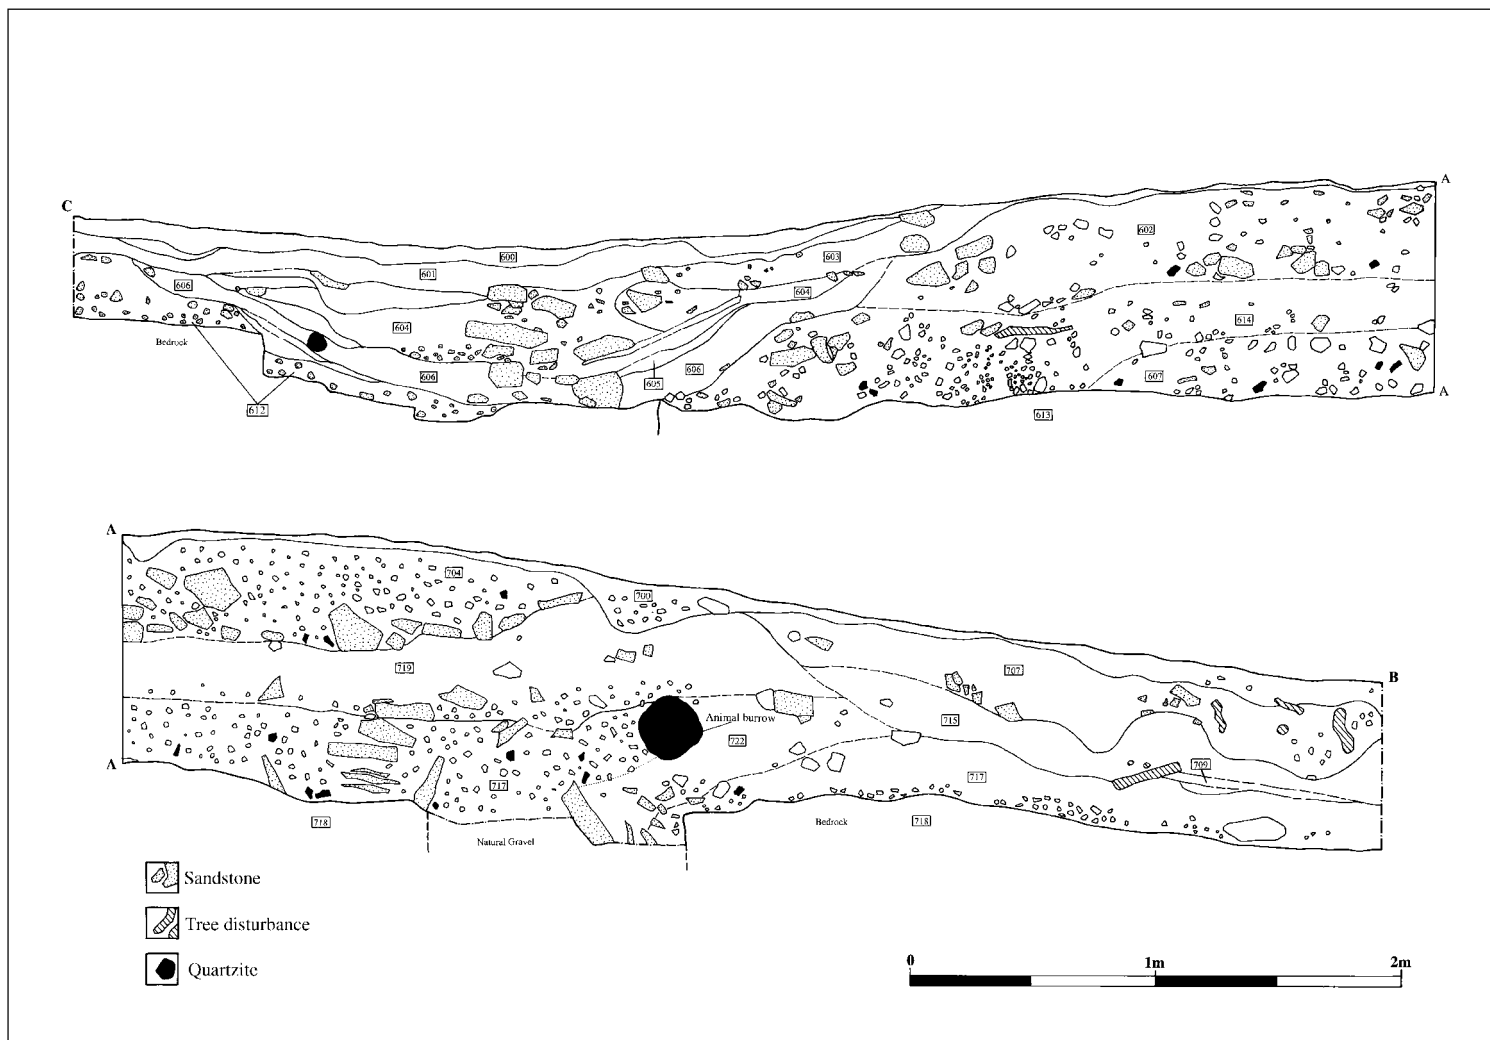 C
A
600
601
602
603
604
604
605
606
606
606
607
612
613
614
Bedrock
A
A
704
700
719
707
715
B
Animal burrow
722
A
717
717
709
718
718
Natural Gravel
Bedrock
Sandstone
Tree disturbance
Quartzite
0 1m 2m